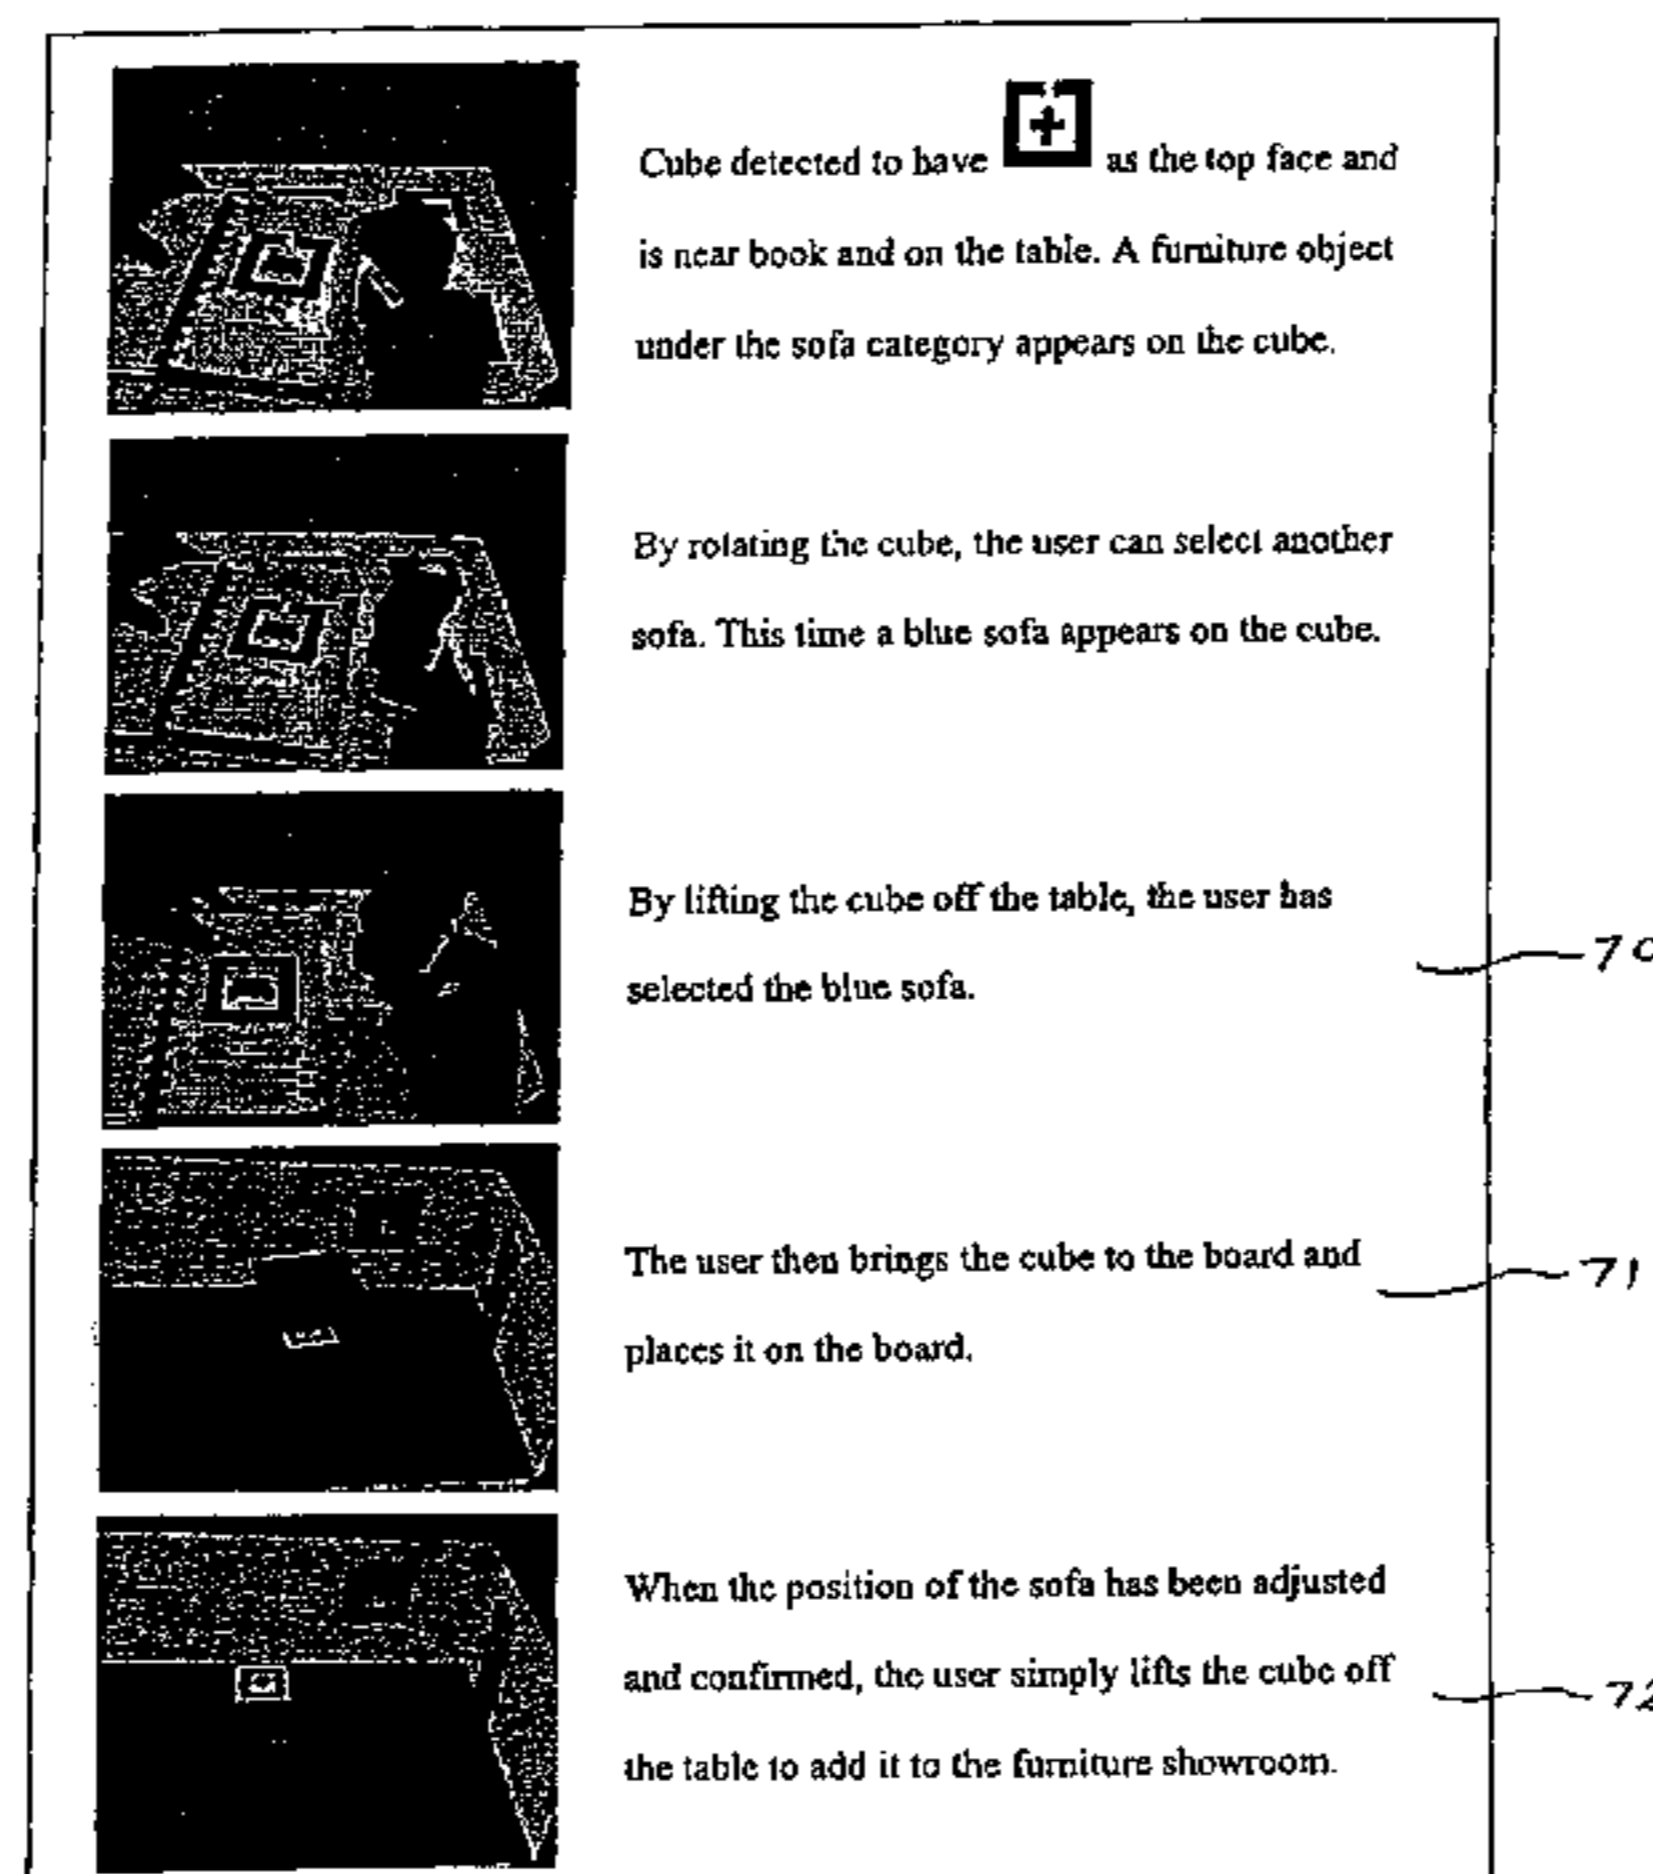 Cube detected to have + as the top face and
is near book and on the table. A furniture object
under the sofa category appears on the cube.
By rotating the cube, the user can select another
sofa. This time a blue sofa appears on the cube.
By lifting the cube off the table, the user has
selected the blue sofa.
70
The user then brings the cube to the board and
places it on the board.
71
When the position of the sofa has been adjusted
and confirmed, the user simply lifts the cube off
the table to add it to the furniture showroom.
72